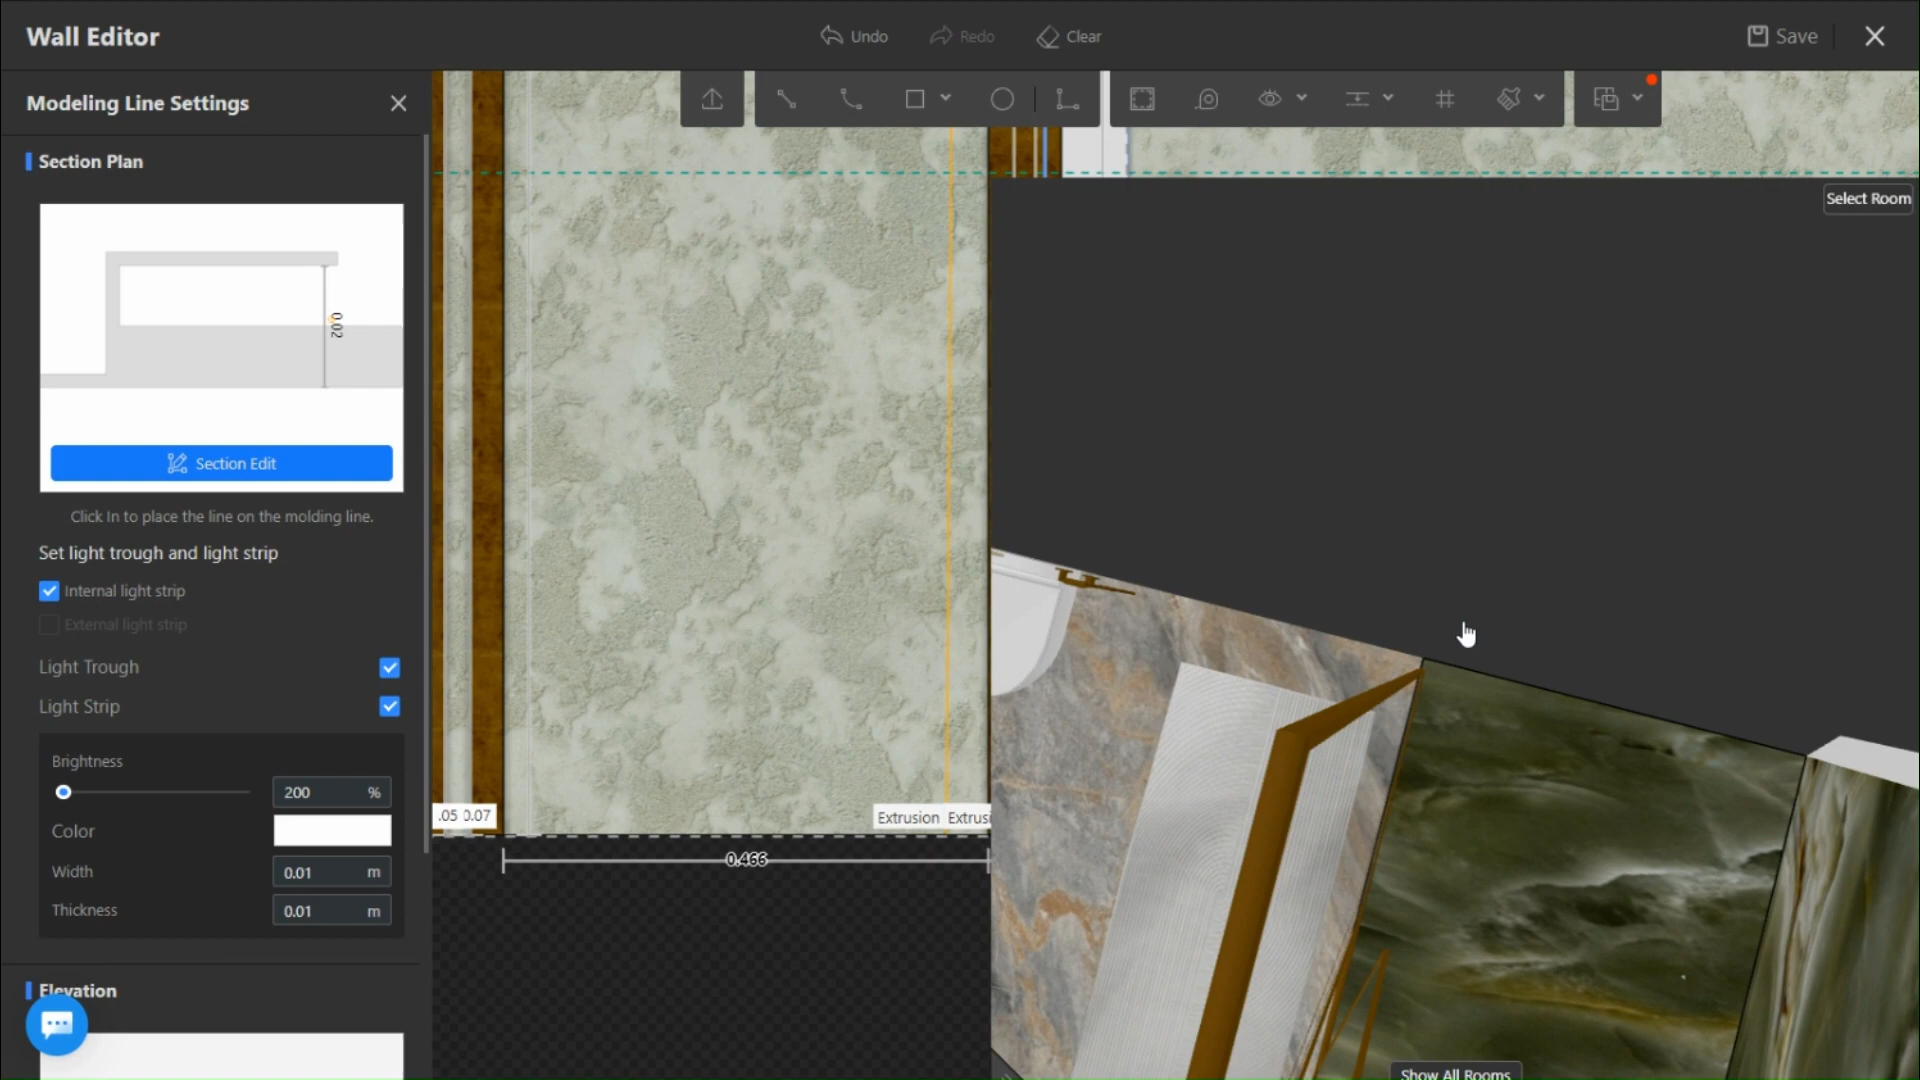 Wall Editor
Undo
Redo
Clear
Save
Modeling Line Settings
Section Plan
Select Room
0.02
Section Edit
Click In to place the line on the molding line.
Set light trough and light strip
Internal light strip
External light strip
Light Trough
Light Strip
Brightness
200 %
Color
Width
0.01 m
Thickness
0.01 m
.05 0.07
Extrusion Extrusi
0.466
Elevation
Show All Rooms